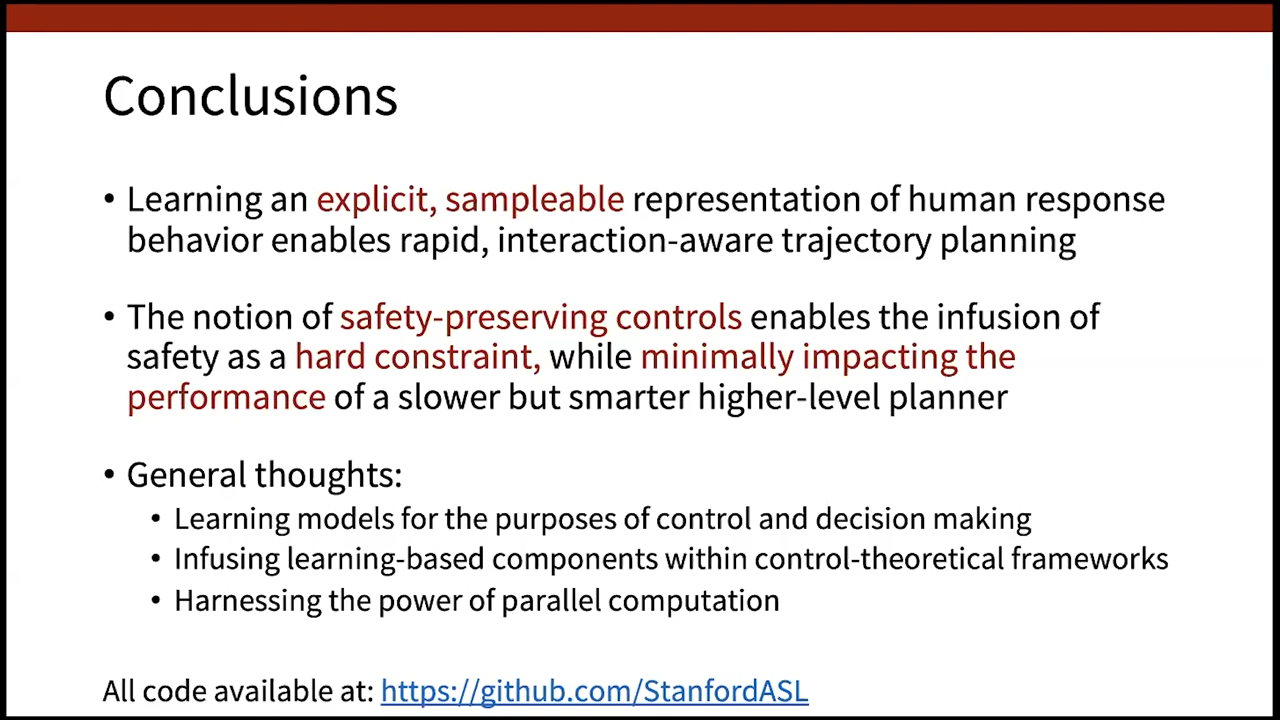 Conclusions
• Learning an explicit, sampleable representation of human response
behavior enables rapid, interaction-aware trajectory planning
• The notion of safety-preserving controls enables the infusion of
safety as a hard constraint, while minimally impacting the
performance of a slower but smarter higher-level planner
• General thoughts:
• Learning models for the purposes of control and decision making
• Infusing learning-based components within control-theoretical frameworks
• Harnessing the power of parallel computation
All code available at: https://github.com/StanfordASL